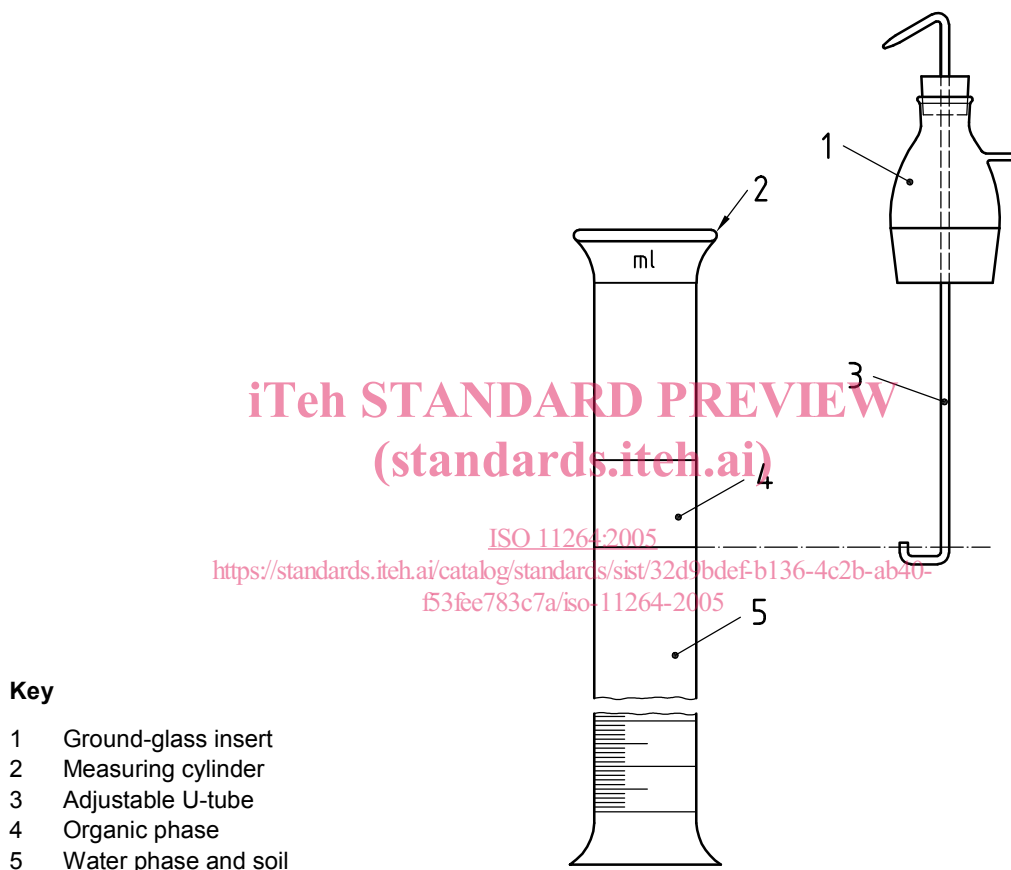 1
2
ml
3
iTeh STANDARD PREVIEW
(standards.iteh.ai)
4
ISO 11264:2005
https://standards.iteh.ai/catalog/standards/sist/32d9bdef-b136-4c2b-ab40-
f53fee783c7a/iso-11264-2005
5
Key
1 Ground-glass insert
2 Measuring cylinder
3 Adjustable U-tube
4 Organic phase
5 Water phase and soil